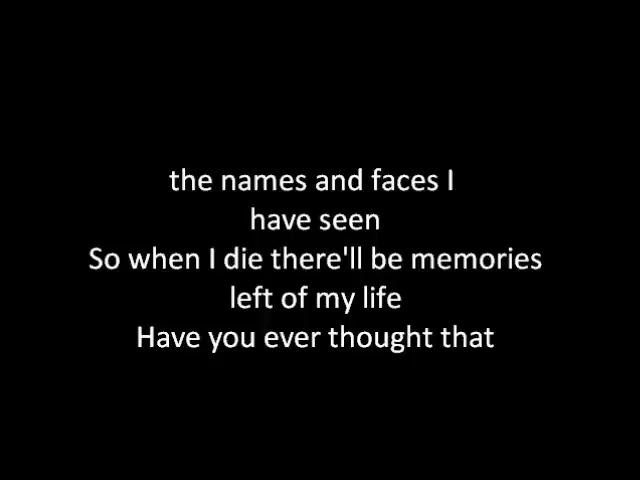 the names and faces I
have seen
So when I die there'll be memories
left of my life
Have you ever thought that